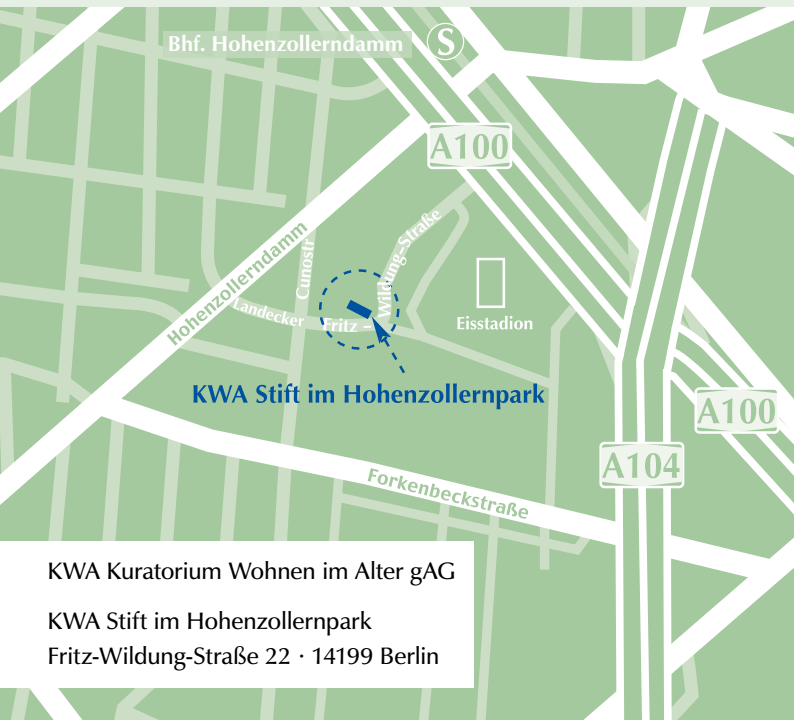 Bhf. Hohenzollerndamm S
A100
Hohenzollerndamm
Cunostr
Wildung-Straße
Landecker
Fritz –
Eisstadion
KWA Stift im Hohenzollernpark
A100
A104
Forkenbeckstraße
KWA Kuratorium Wohnen im Alter gAG
KWA Stift im Hohenzollernpark
Fritz-Wildung-Straße 22 · 14199 Berlin